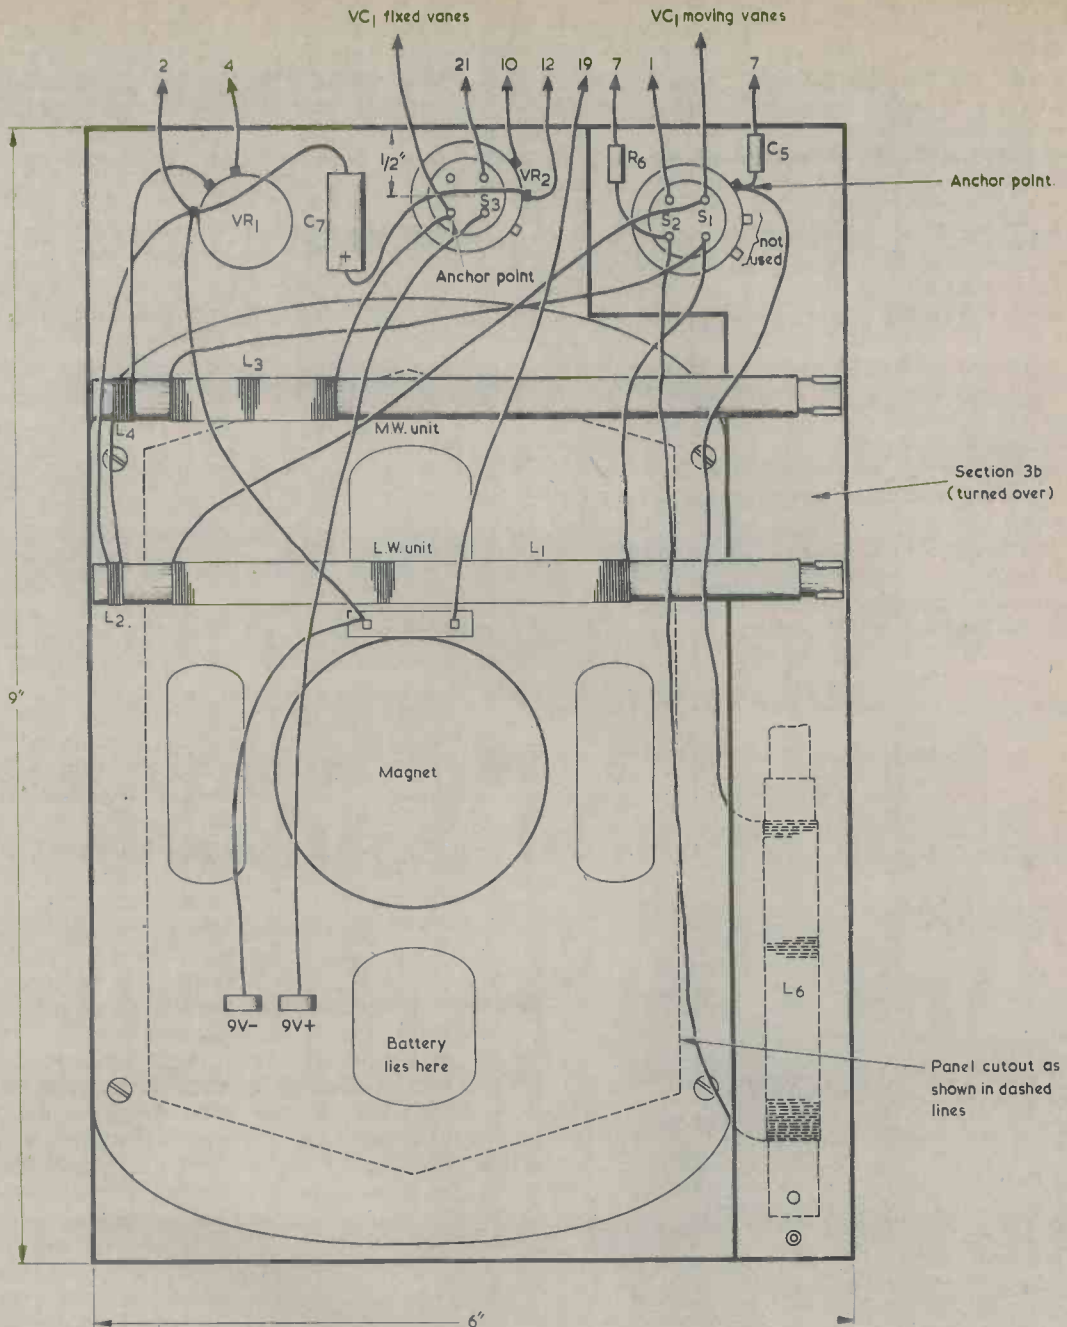 VC1 fixed vanes
VC1 moving vanes
2
4
21
10
12
19
7
1
7
1/2"
R6
C5
VR2
Anchor point
VR1
C7
S3
S2
S1
not
used
+
Anchor point
L3
L4
M.W. unit
Section 3b
(turned over)
L.W. unit
L1
L2.
9"
Magnet
L6
9V-
9V+
Battery
lies here
Panel cutout as
shown in dashed
lines
6"